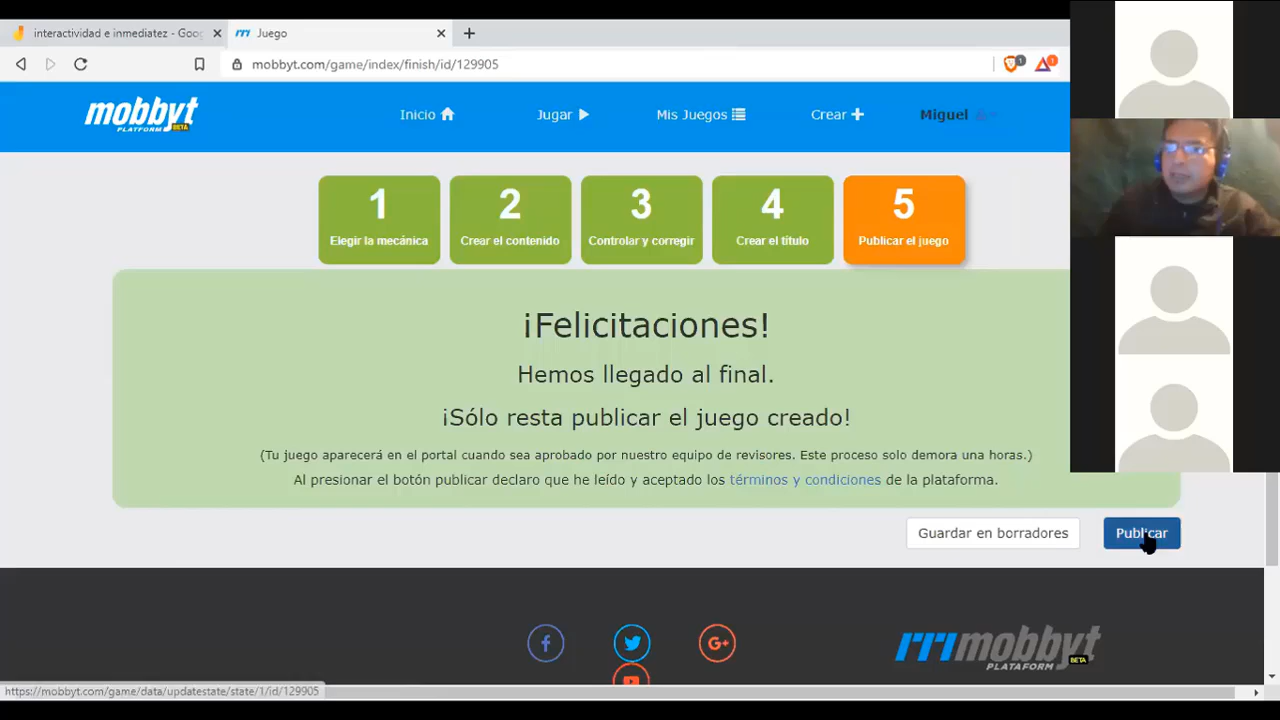 interactividad e inmediatez - Goo
Juego
mobbyt.com/game/index/finish/id/129905
1
1
mobbyt
PLATFORM BETA
Inicio
Jugar
Mis Juegos
Crear
Miguel
1
Elegir la mecánica
2
Crear el contenido
3
Controlar y corregir
4
Crear el título
5
Publicar el juego
¡Felicitaciones!
Hemos llegado al final.
¡Sólo resta publicar el juego creado!
(Tu juego aparecerá en el portal cuando sea aprobado por nuestro equipo de revisores. Este proceso solo demora una horas.)
Al presionar el botón publicar declaro que he leído y aceptado los términos y condiciones de la plataforma.
Guardar en borradores
Publicar
f
G+
mobbyt
PLATAFORM BETA
https://mobbyt.com/game/data/updatestate/state/1/id/129905